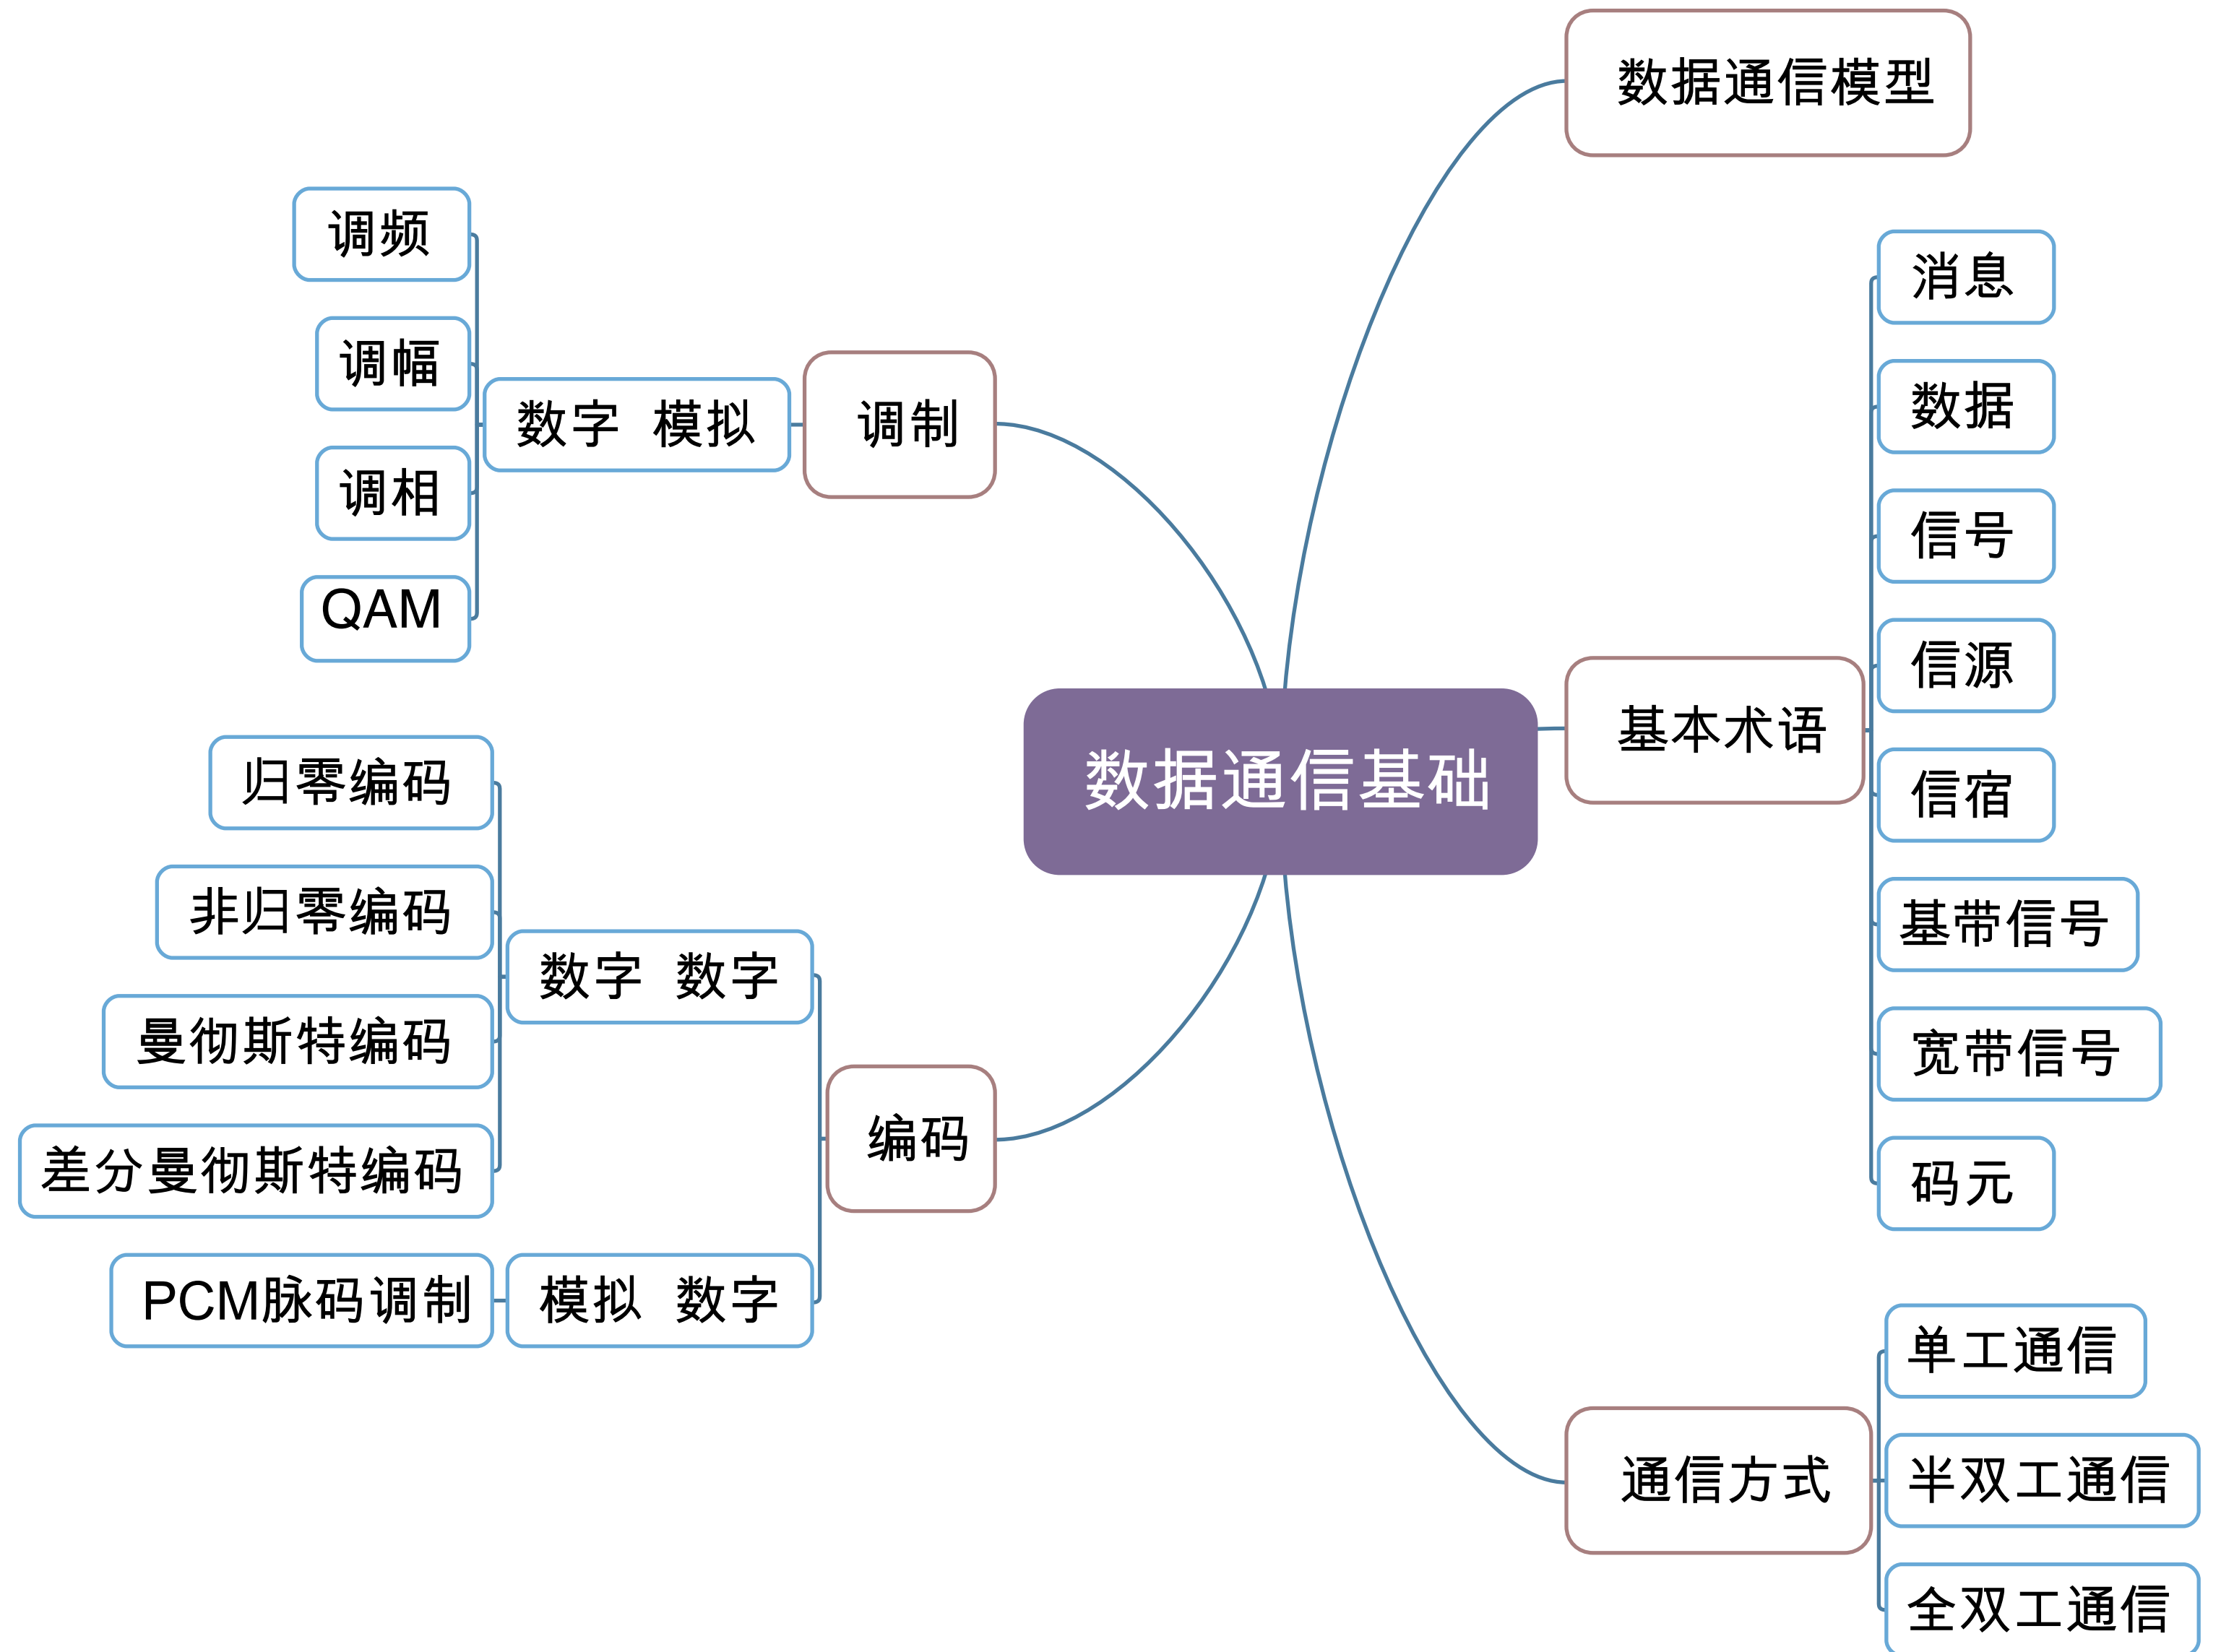 数据通信基础
数据通信模型
基本术语
消息
数据
信号
信源
信宿
基带信号
宽带信号
码元
通信方式
单工通信
半双工通信
全双工通信
调制
数字 模拟
调频
调幅
调相
QAM
编码
数字 数字
归零编码
非归零编码
曼彻斯特编码
差分曼彻斯特编码
模拟 数字
PCM脉码调制